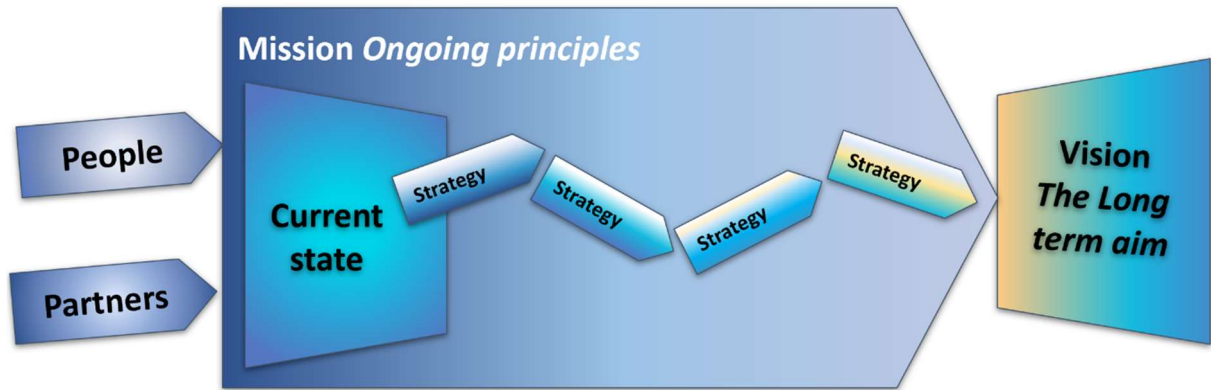 Mission Ongoing principles
People
Partners
Current
state
Strategy
Strategy
Strategy
Strategy
Vision
The Long
term aim